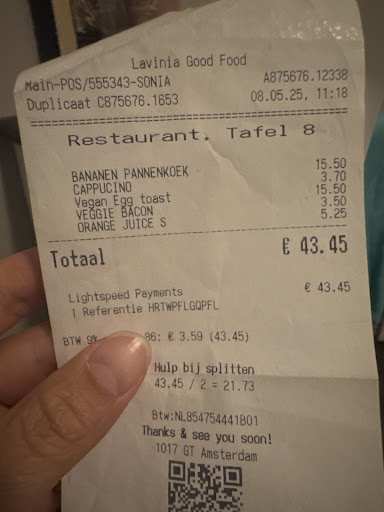 Lavinia Good Food
Main-POS/555343-SONIA A875676.12338
Duplicaat C875676.1653 08.05.25, 11:18
Restaurant, Tafel 8
BANANEN PANNENKOEK 15.50
CAPPUCINO 3.70
Vegan Egg toast 15.50
VEGGIE BACON 3.50
ORANGE JUICE S 5.25
Totaal € 43.45
Lightspeed Payments € 43.45
| Referentie HRTWPFLGQPFL
BTW 9% 86: € 3.59 (43.45)
Hulp bij splitten
43.45 / 2 = 21.73
Btw:NL854754441B01
Thanks & see you soon!
1017 GT Amsterdam